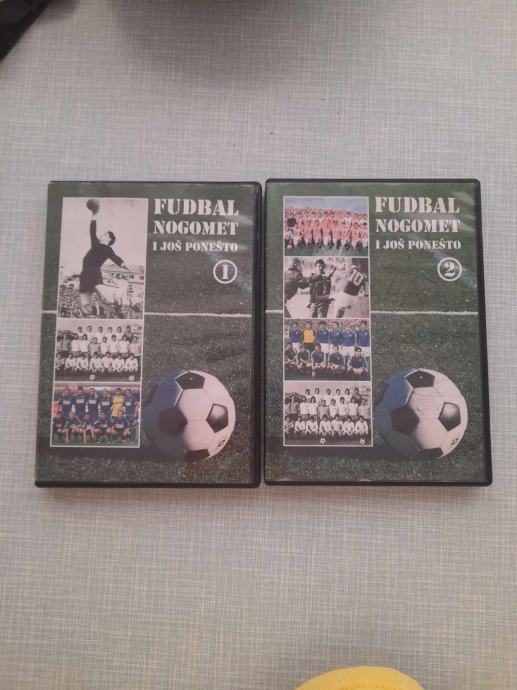 FUDBAL
NOGOMET
I JOŠ PONEŠTO
1
FUDBAL
NOGOMET
I JOŠ PONEŠTO
2